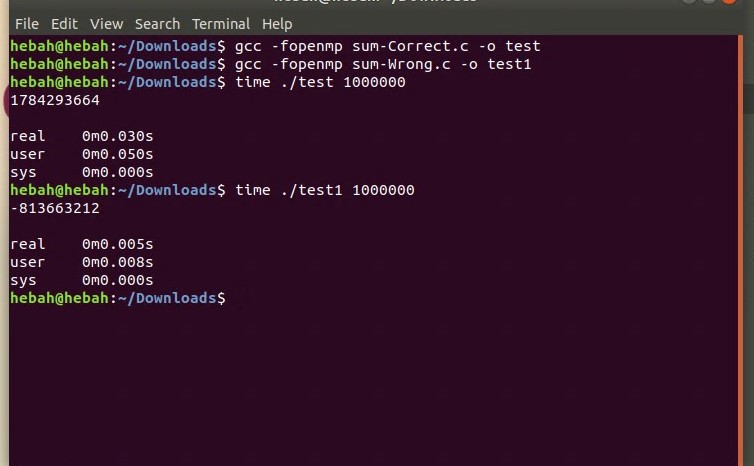 File Edit View Search Terminal Help
hebah@hebah:~/Downloads$ gcc -fopenmp sum-Correct.c -o test
hebah@hebah:~/Downloads$ gcc -fopenmp sum-Wrong.c -o test1
hebah@hebah:~/Downloads$ time ./test 1000000
1784293664

real    0m0.030s
user    0m0.050s
sys     0m0.000s
hebah@hebah:~/Downloads$ time ./test1 1000000
-813663212

real    0m0.005s
user    0m0.008s
sys     0m0.000s
hebah@hebah:~/Downloads$